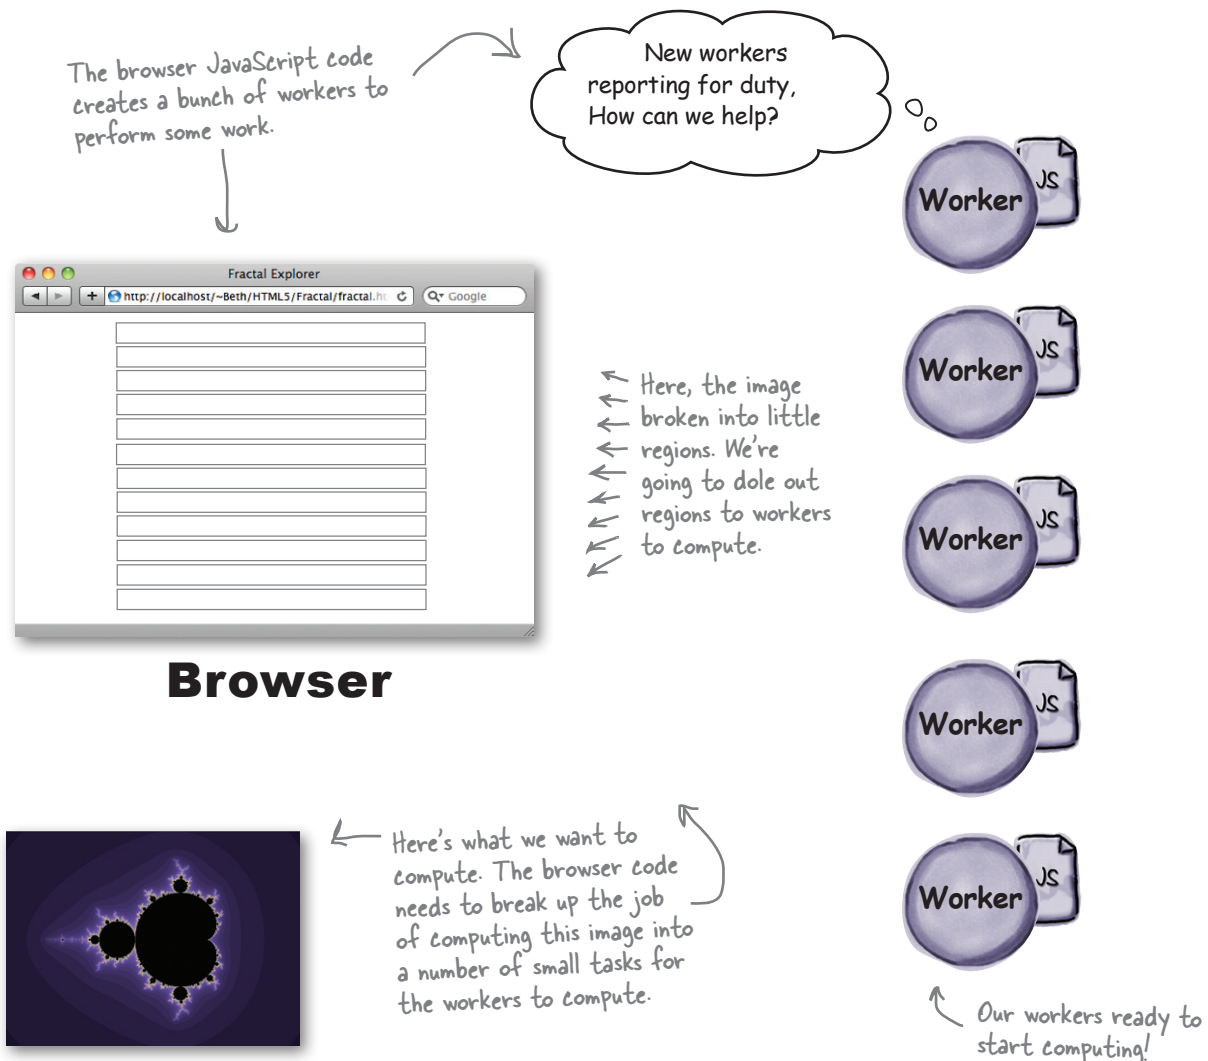 The browser JavaScript code
creates a bunch of workers to
perform some work.
New workers
reporting for duty,
How can we help?
Worker
JS
Fractal Explorer
http://localhost/~Beth/HTML5/Fractal/fractal.ht
Google
Worker
JS
Here, the image
broken into little
regions. We're
going to dole out
regions to workers
to compute.
Worker
JS
Browser
Worker
JS
Here's what we want to
compute. The browser code
needs to break up the job
of computing this image into
a number of small tasks for
the workers to compute.
Worker
JS
Our workers ready to
start computing!